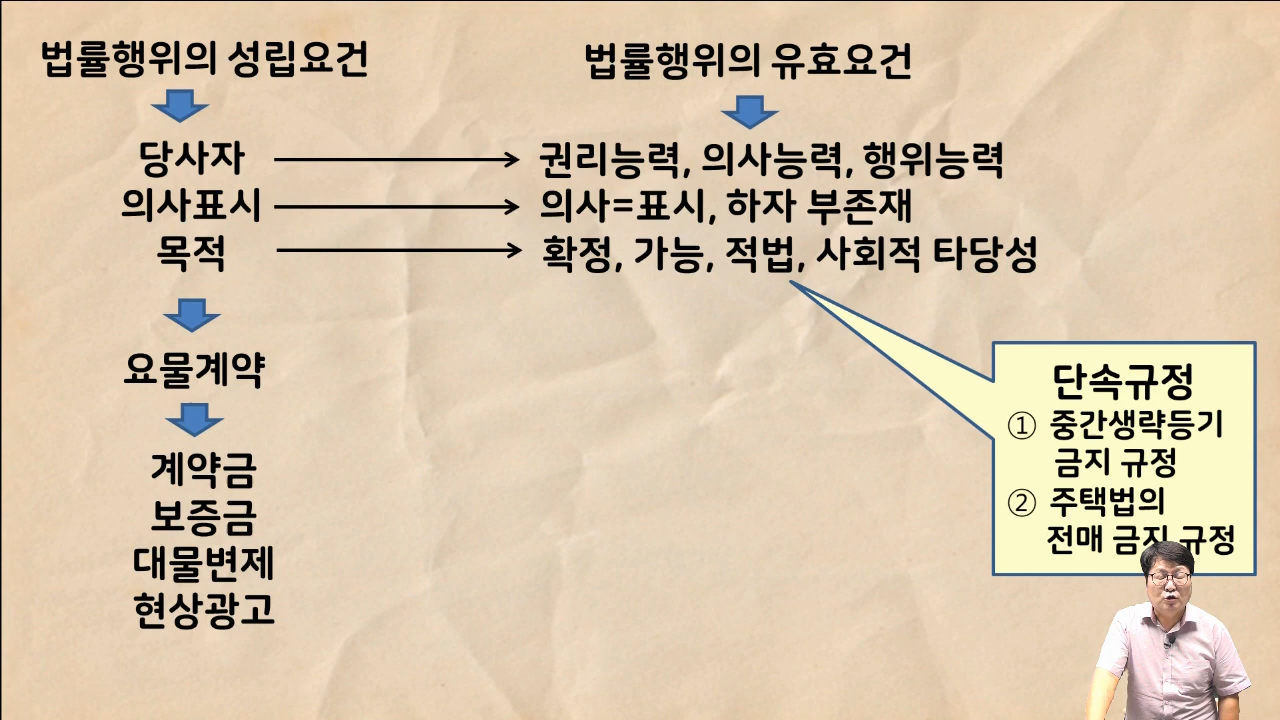 법률행위의 성립요건
당사자
의사표시
목적
요물계약
계약금
보증금
대물변제
현상광고
법률행위의 유효요건
권리능력, 의사능력, 행위능력
의사=표시, 하자 부존재
확정, 가능, 적법, 사회적 타당성
단속규정
① 중간생략등기
금지 규정
② 주택법의
전매 금지 규정